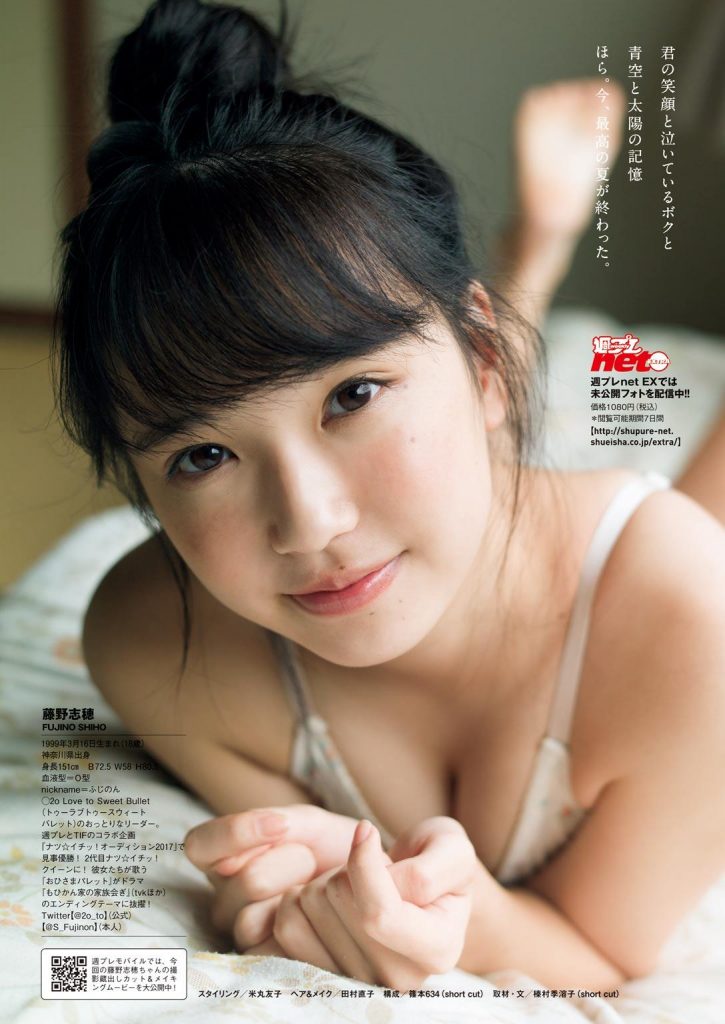 君の笑顔と泣いているボクと
青空と太陽の記憶
ほら。今、最高の夏が終わった。
週プレ
weekly
net
EXTRA
週プレnet EXでは
未公開フォトを配信中!!
価格1080円(税込)
*閲覧可能期間7日間
【http://shupure-net.
shueisha.co.jp/extra/】
藤野志穂
FUJINO SHIHO
1999年3月16日生まれ(18歳)
神奈川県出身
身長151㎝ B72.5 W58 H80.5
血液型=O型
nickname=ふじのん
◯2o Love to Sweet Bullet
(トゥーラブトゥースウィート
バレット)のおっとりなリーダー。
週プレとTIFのコラボ企画
『ナツ☆イチッ!オーディション2017』で
見事優勝! 2代目ナツ☆イチッ!
クイーンに! 彼女たちが歌う
「おひさまバレット」がドラマ
『もひかん家の家族会ぎ』(tvkほか)
のエンディングテーマに抜擢!
Twitter【@2o_to】(公式)
【@S_Fujinon】(本人)
週プレモバイルでは、今
回の藤野志穂ちゃんの撮
影蔵出しカット&メイキ
ングムービーを大公開中!
スタイリング/米丸友子 ヘア&メイク/田村直子 構成/篠本634(short cut) 取材・文/榛村季溶子(short cut)